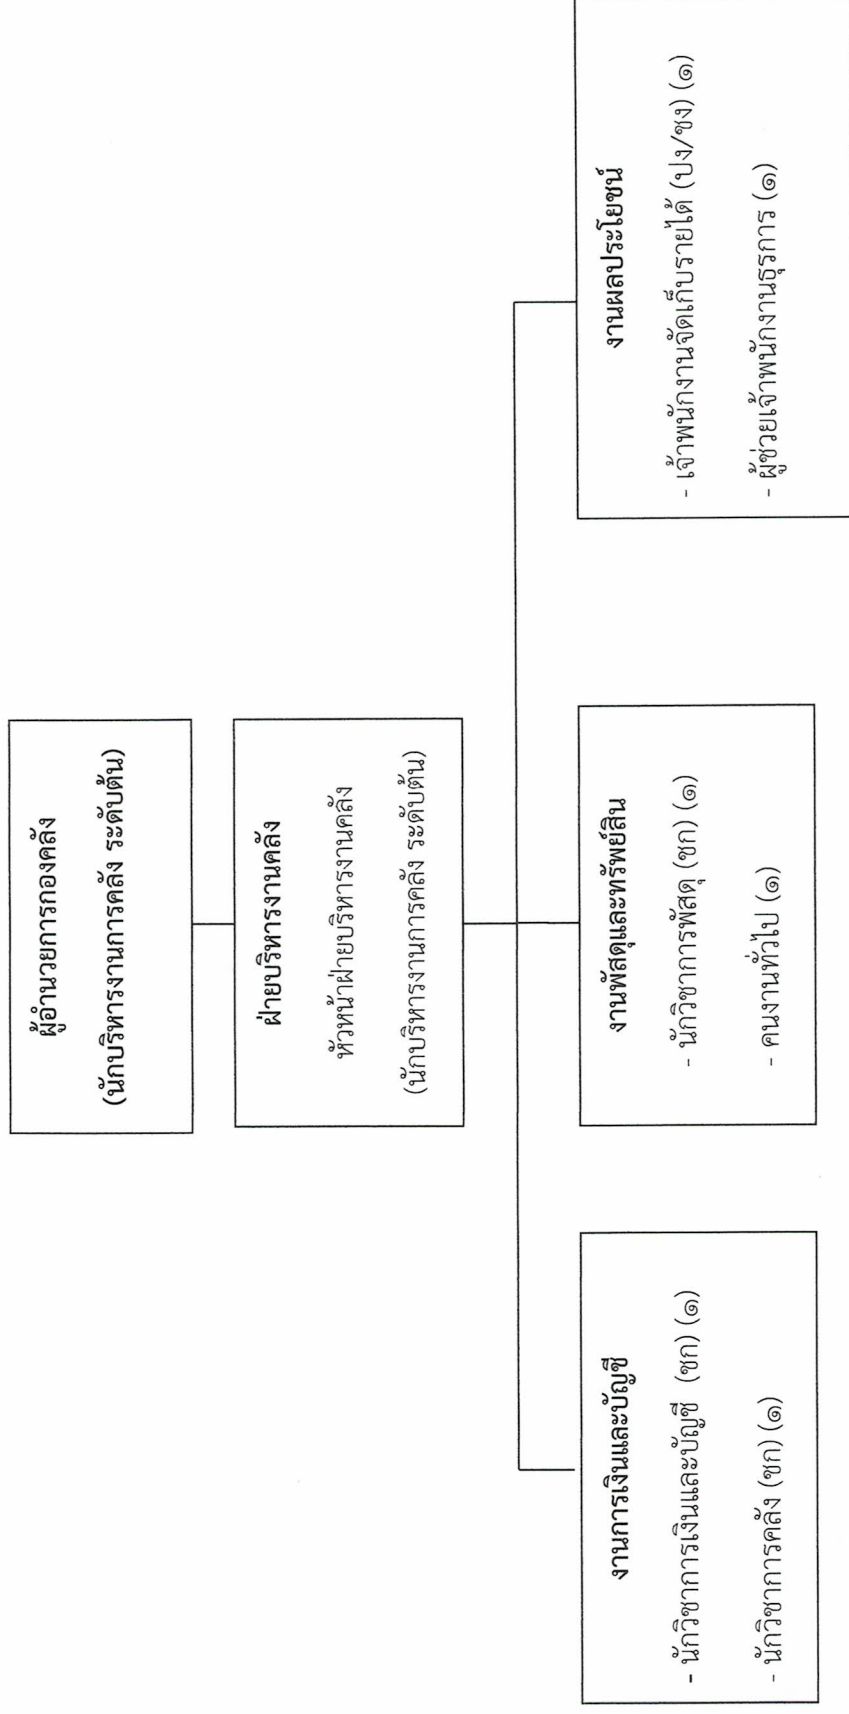 ผู้อำนวยการกองคลัง
(นักบริหารงานการคลัง ระดับต้น)
ฝ่ายบริหารงานคลัง
หัวหน้าฝ่ายบริหารงานคลัง
(นักบริหารงานการคลัง ระดับต้น)
งานการเงินและบัญชี
- นักวิชาการเงินและบัญชี (ชก) (๑)
- นักวิชาการคลัง (ชก) (๑)
งานพัสดุและทรัพย์สิน
- นักวิชาการพัสดุ (ชก) (๑)
- คนงานทั่วไป (๑)
งานผลประโยชน์
- เจ้าพนักงานจัดเก็บรายได้ (ปง/ชง) (๑)
- ผู้ช่วยเจ้าพนักงานธุรการ (๑)